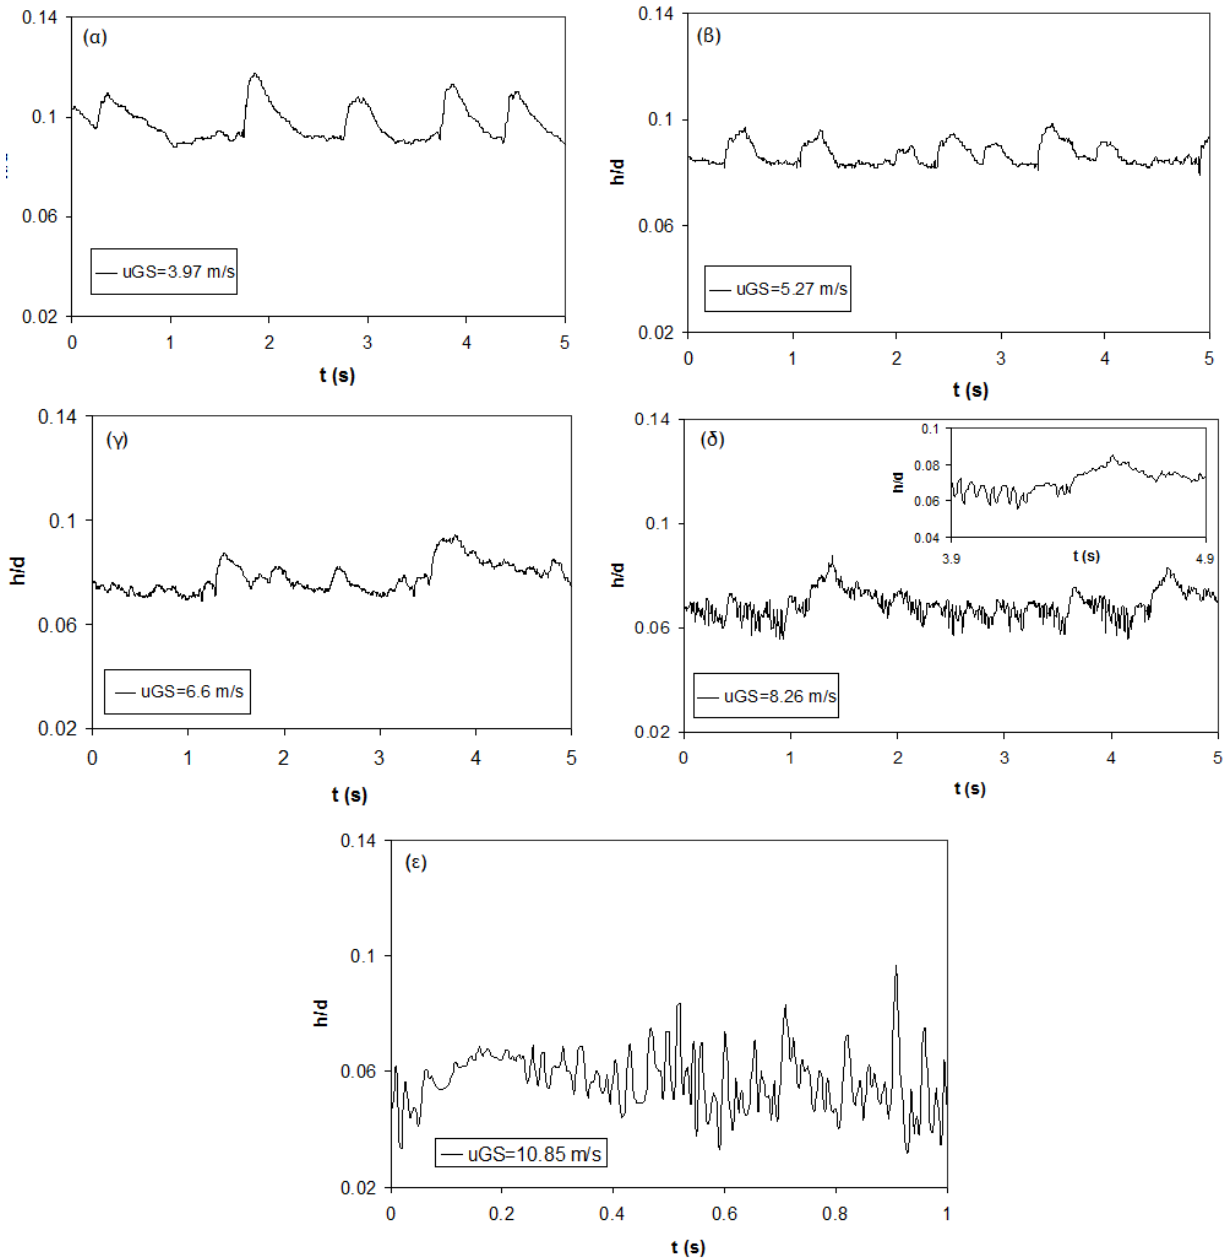 (α)
0.14
0.1
0.06
0.02
uGS=3.97 m/s
0 1 2 3 4 5
t (s)
(β)
0.14
0.1
h/d
0.06
0.02
uGS=5.27 m/s
0 1 2 3 4 5
t (s)
(γ)
0.14
0.1
h/d
0.06
0.02
uGS=6.6 m/s
0 1 2 3 4 5
t (s)
(δ)
0.14
0.1
h/d
0.06
0.02
0.1
0.08
h/d
0.06
0.04
3.9 4.9
t (s)
uGS=8.26 m/s
0 1 2 3 4 5
t (s)
(ε)
0.14
0.1
h/d
0.06
0.02
uGS=10.85 m/s
0 0.2 0.4 0.6 0.8 1
t (s)